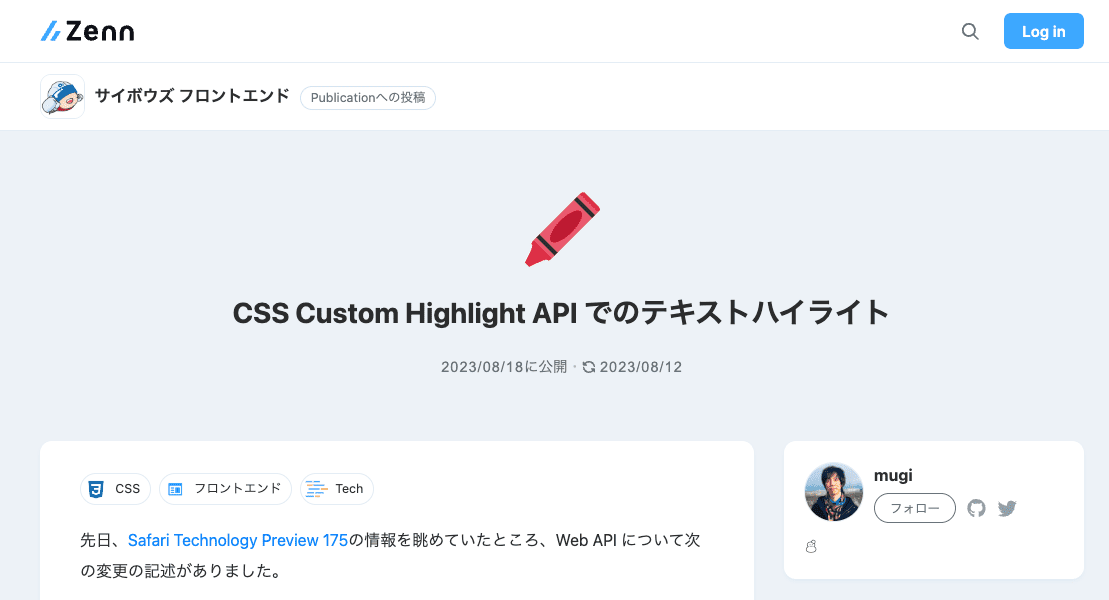 Zenn
Log in
サイボウズ フロントエンド
Publicationへの投稿
CSS Custom Highlight API でのテキストハイライト
2023/08/18に公開・2023/08/12
CSS
フロントエンド
Tech
先日、Safari Technology Preview 175の情報を眺めていたところ、Web API について次
の変更の記述がありました。
mugi
フォロー